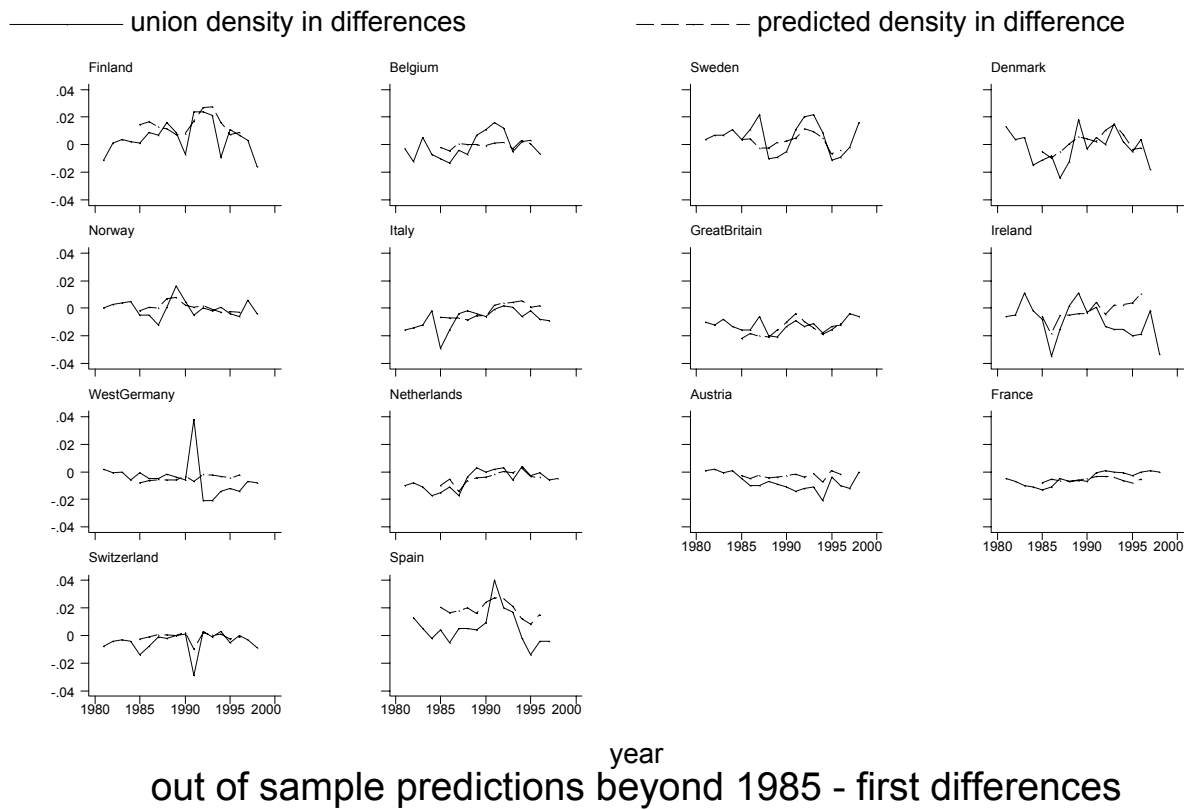 union density in differences predicted density in difference
Finland Belgium Sweden Denmark
.04
.02
0
-.02
-.04
Norway Italy GreatBritain Ireland
.04
.02
0
-.02
-.04
WestGermany Netherlands Austria France
.04
.02
0
-.02
-.04
1980 1985 1990 1995 2000 1980 1985 1990 1995 2000
Switzerland Spain
.04
.02
0
-.02
-.04
1980 1985 1990 1995 2000 1980 1985 1990 1995 2000
year
out of sample predictions beyond 1985 - first differences